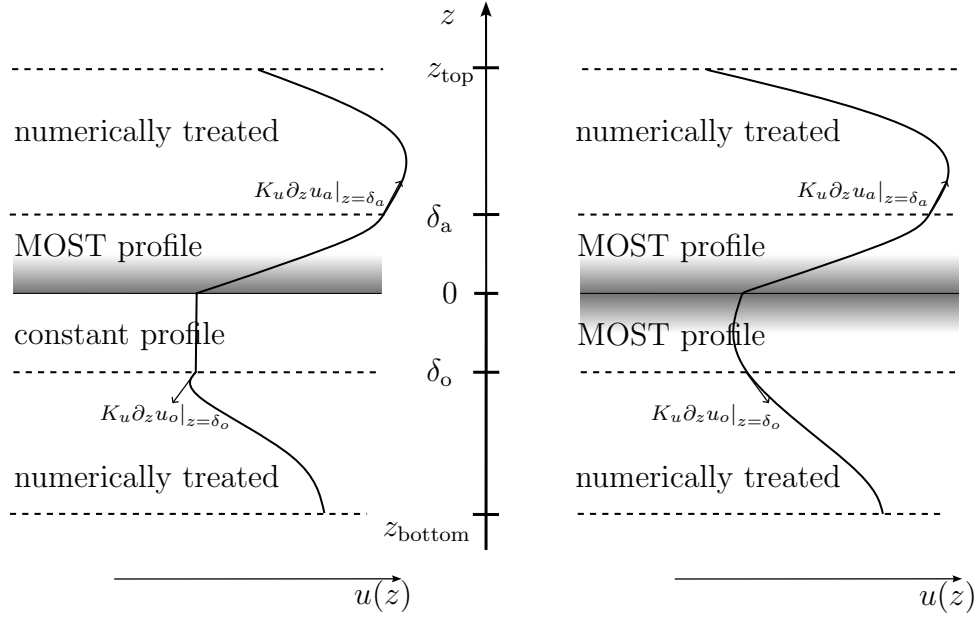 z
z_top
numerically treated
numerically treated
K_u ∂_z u_a|_{z=δ_a}
K_u ∂_z u_a|_{z=δ_a}
δ_a
MOST profile
MOST profile
0
constant profile
MOST profile
δ_o
K_u ∂_z u_o|_{z=δ_o}
K_u ∂_z u_o|_{z=δ_o}
numerically treated
numerically treated
z_bottom
u(z)
u(z)